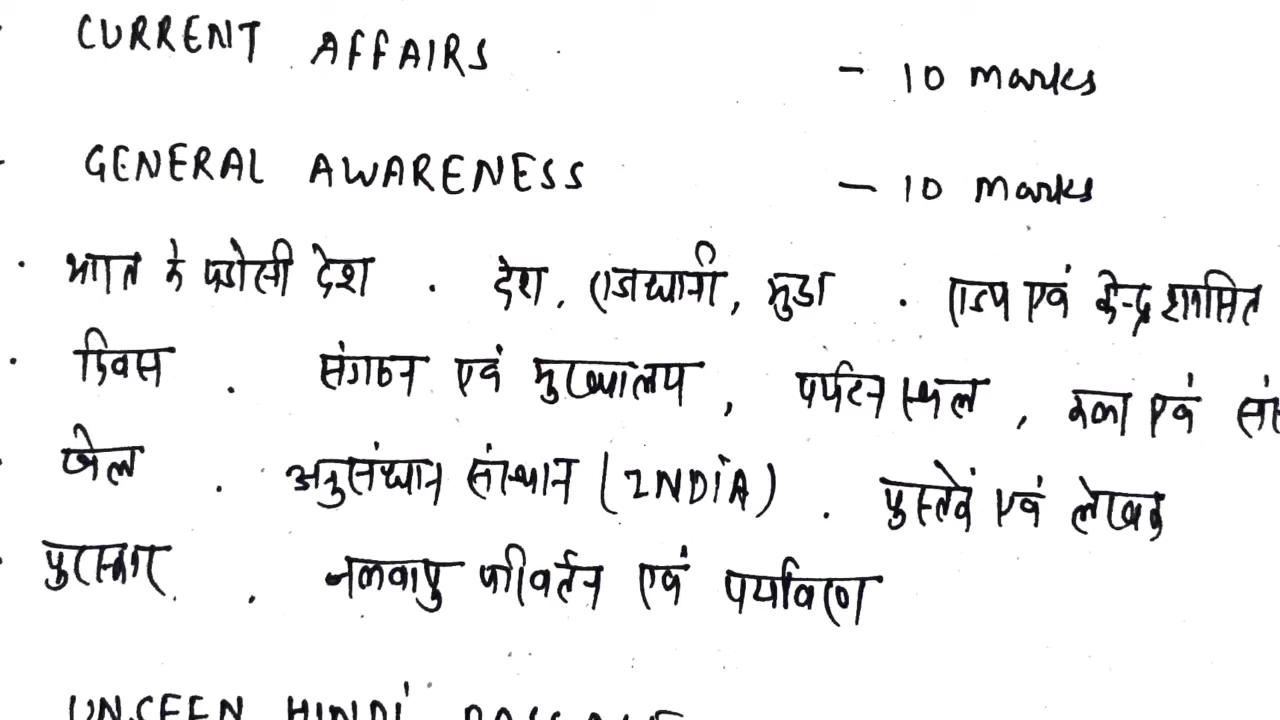 CURRENT AFFAIRS - 10 marks
GENERAL AWARENESS - 10 marks
· भारत के पडोसी देश . देश, राजधानी, मुद्रा . राज्य एवं केन्द्र शासित
· दिवस . संगठन एवं मुख्यालय , पर्यटन स्थल , कला एवं सं
· खेल . अनुसंधान संस्थान (INDIA) . पुस्तकें एवं लेखक
· पुरस्कार . जलवायु परिवर्तन एवं पर्यावरण
UNSEEN HINDI PASSAGE